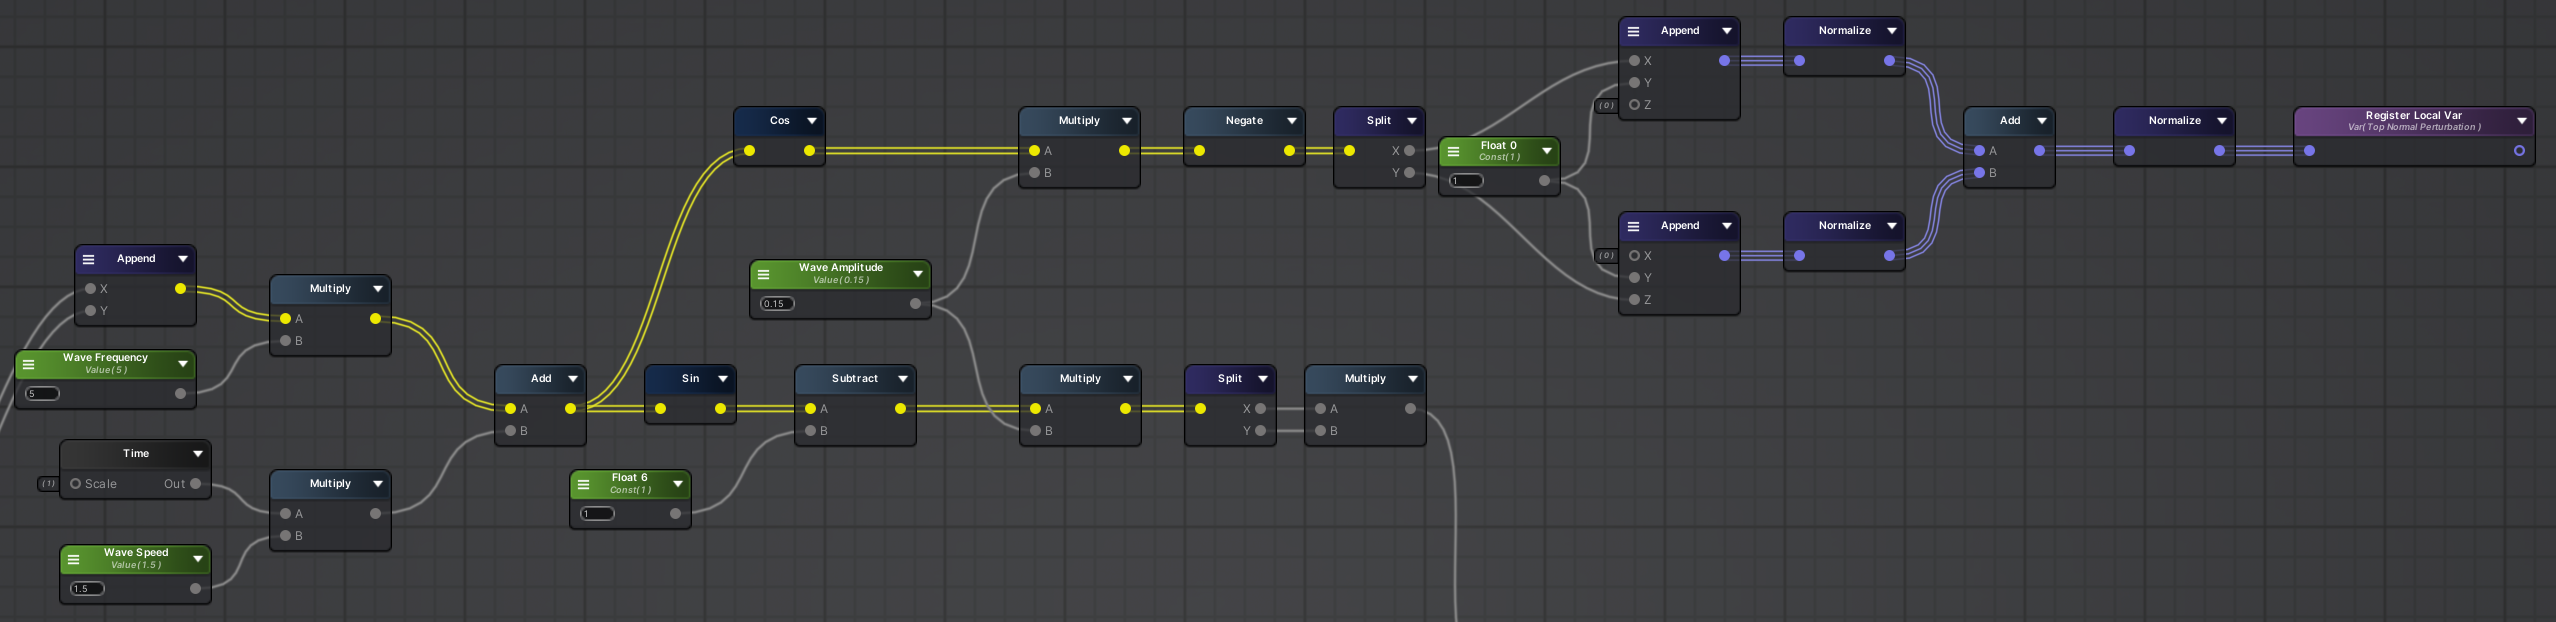 Append
X
Y
Z
(0)
Normalize
Cos
Multiply
A
B
Negate
Split
X
Y
Float 0
Const( 1 )
1
Add
A
B
Normalize
Register Local Var
Var( Top Normal Perturbation )
Append
X
Y
Z
(0)
Normalize
Append
X
Y
Multiply
A
B
Wave Amplitude
Value( 0.15 )
0.15
Wave Frequency
Value( 5 )
5
Add
A
B
Sin
Subtract
A
B
Multiply
A
B
Split
X
Y
Multiply
A
B
Time
(1)
Scale
Out
Multiply
A
B
Float 6
Const( 1 )
1
Wave Speed
Value( 1.5 )
1.5